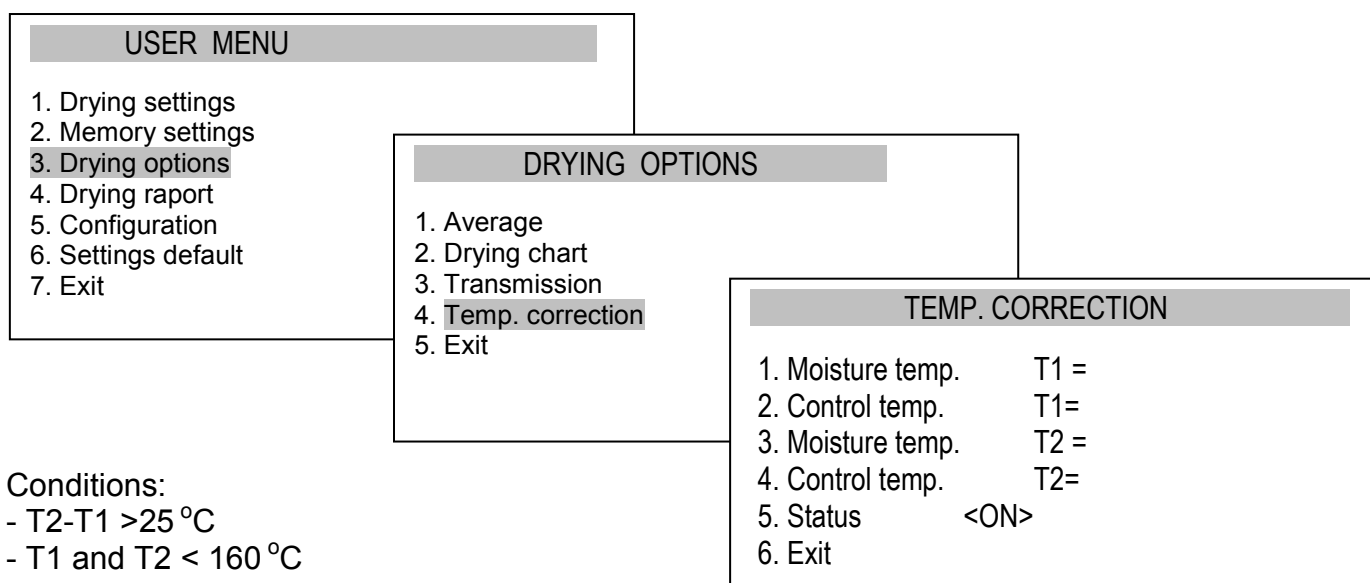 USER MENU
1. Drying settings
2. Memory settings
3. Drying options
4. Drying raport
5. Configuration
6. Settings default
7. Exit
DRYING OPTIONS
1. Average
2. Drying chart
3. Transmission
4. Temp. correction
5. Exit
TEMP. CORRECTION
1. Moisture temp. T1 =
2. Control temp. T1=
3. Moisture temp. T2 =
4. Control temp. T2=
5. Status <ON>
6. Exit
Conditions:
- T2-T1 >25 °C
- T1 and T2 < 160 °C